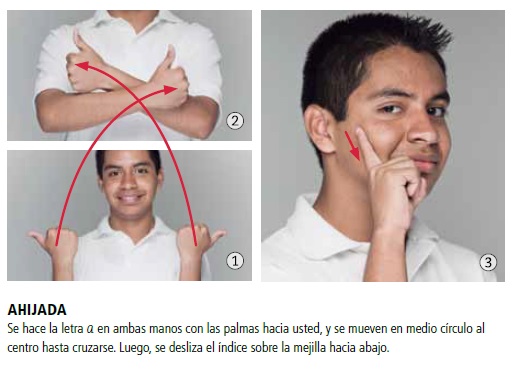 2
1
3
AHIJADA
Se hace la letra a en ambas manos con las palmas hacia usted, y se mueven en medio círculo al
centro hasta cruzarse. Luego, se desliza el índice sobre la mejilla hacia abajo.